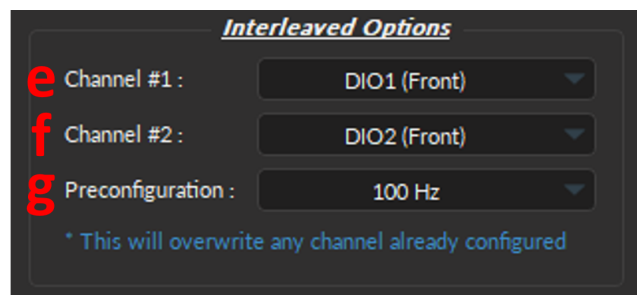 Interleaved Options
e Channel #1 : DIO1 (Front)
f Channel #2 : DIO2 (Front)
g Preconfiguration : 100 Hz
* This will overwrite any channel already configured